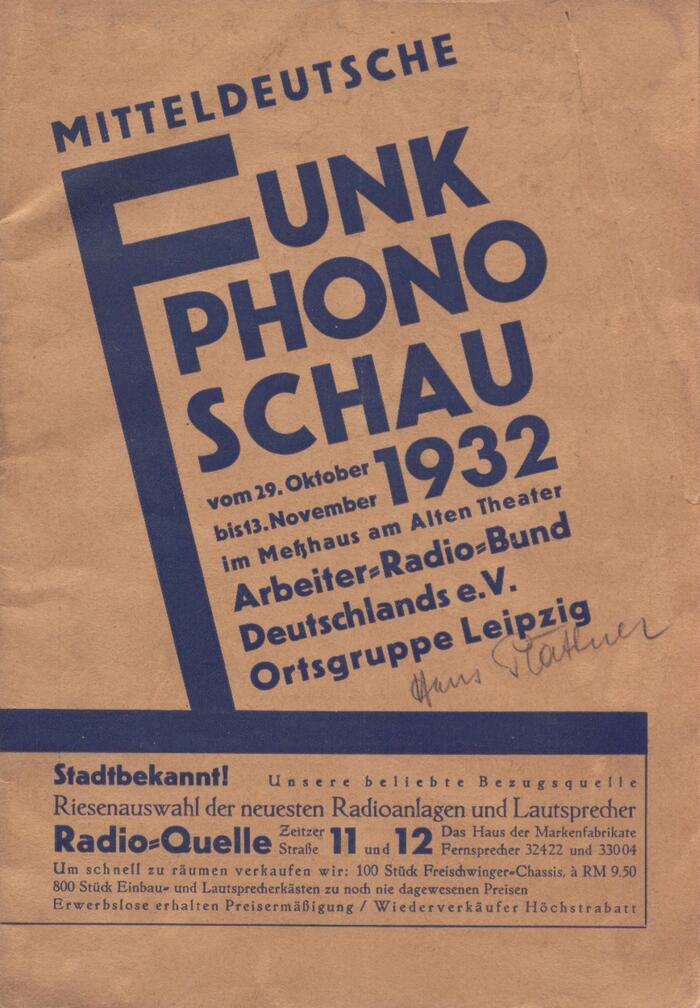 MITTELDEUTSCHE
FUNK
PHONO
SCHAU
vom 29. Oktober
bis 13. November 1932
im Meßhaus am Alten Theater
Arbeiter-Radio-Bund
Deutschlands e.V.
Ortsgruppe Leipzig
Hans
Stadtbekannt! Unsere beliebte Bezugsquelle
Riesenauswahl der neuesten Radioanlagen und Lautsprecher
Radio-Quelle Zeitzer Straße 11 und 12 Das Haus der Markenfabrikate
Fernsprecher 32422 und 33004
Um schnell zu räumen verkaufen wir: 100 Stück Freischwinger-Chassis, à RM 9.50
800 Stück Einbau- und Lautsprecherkästen zu noch nie dagewesenen Preisen
Erwerbslose erhalten Preisermäßigung / Wiederverkäufer Höchstrabatt